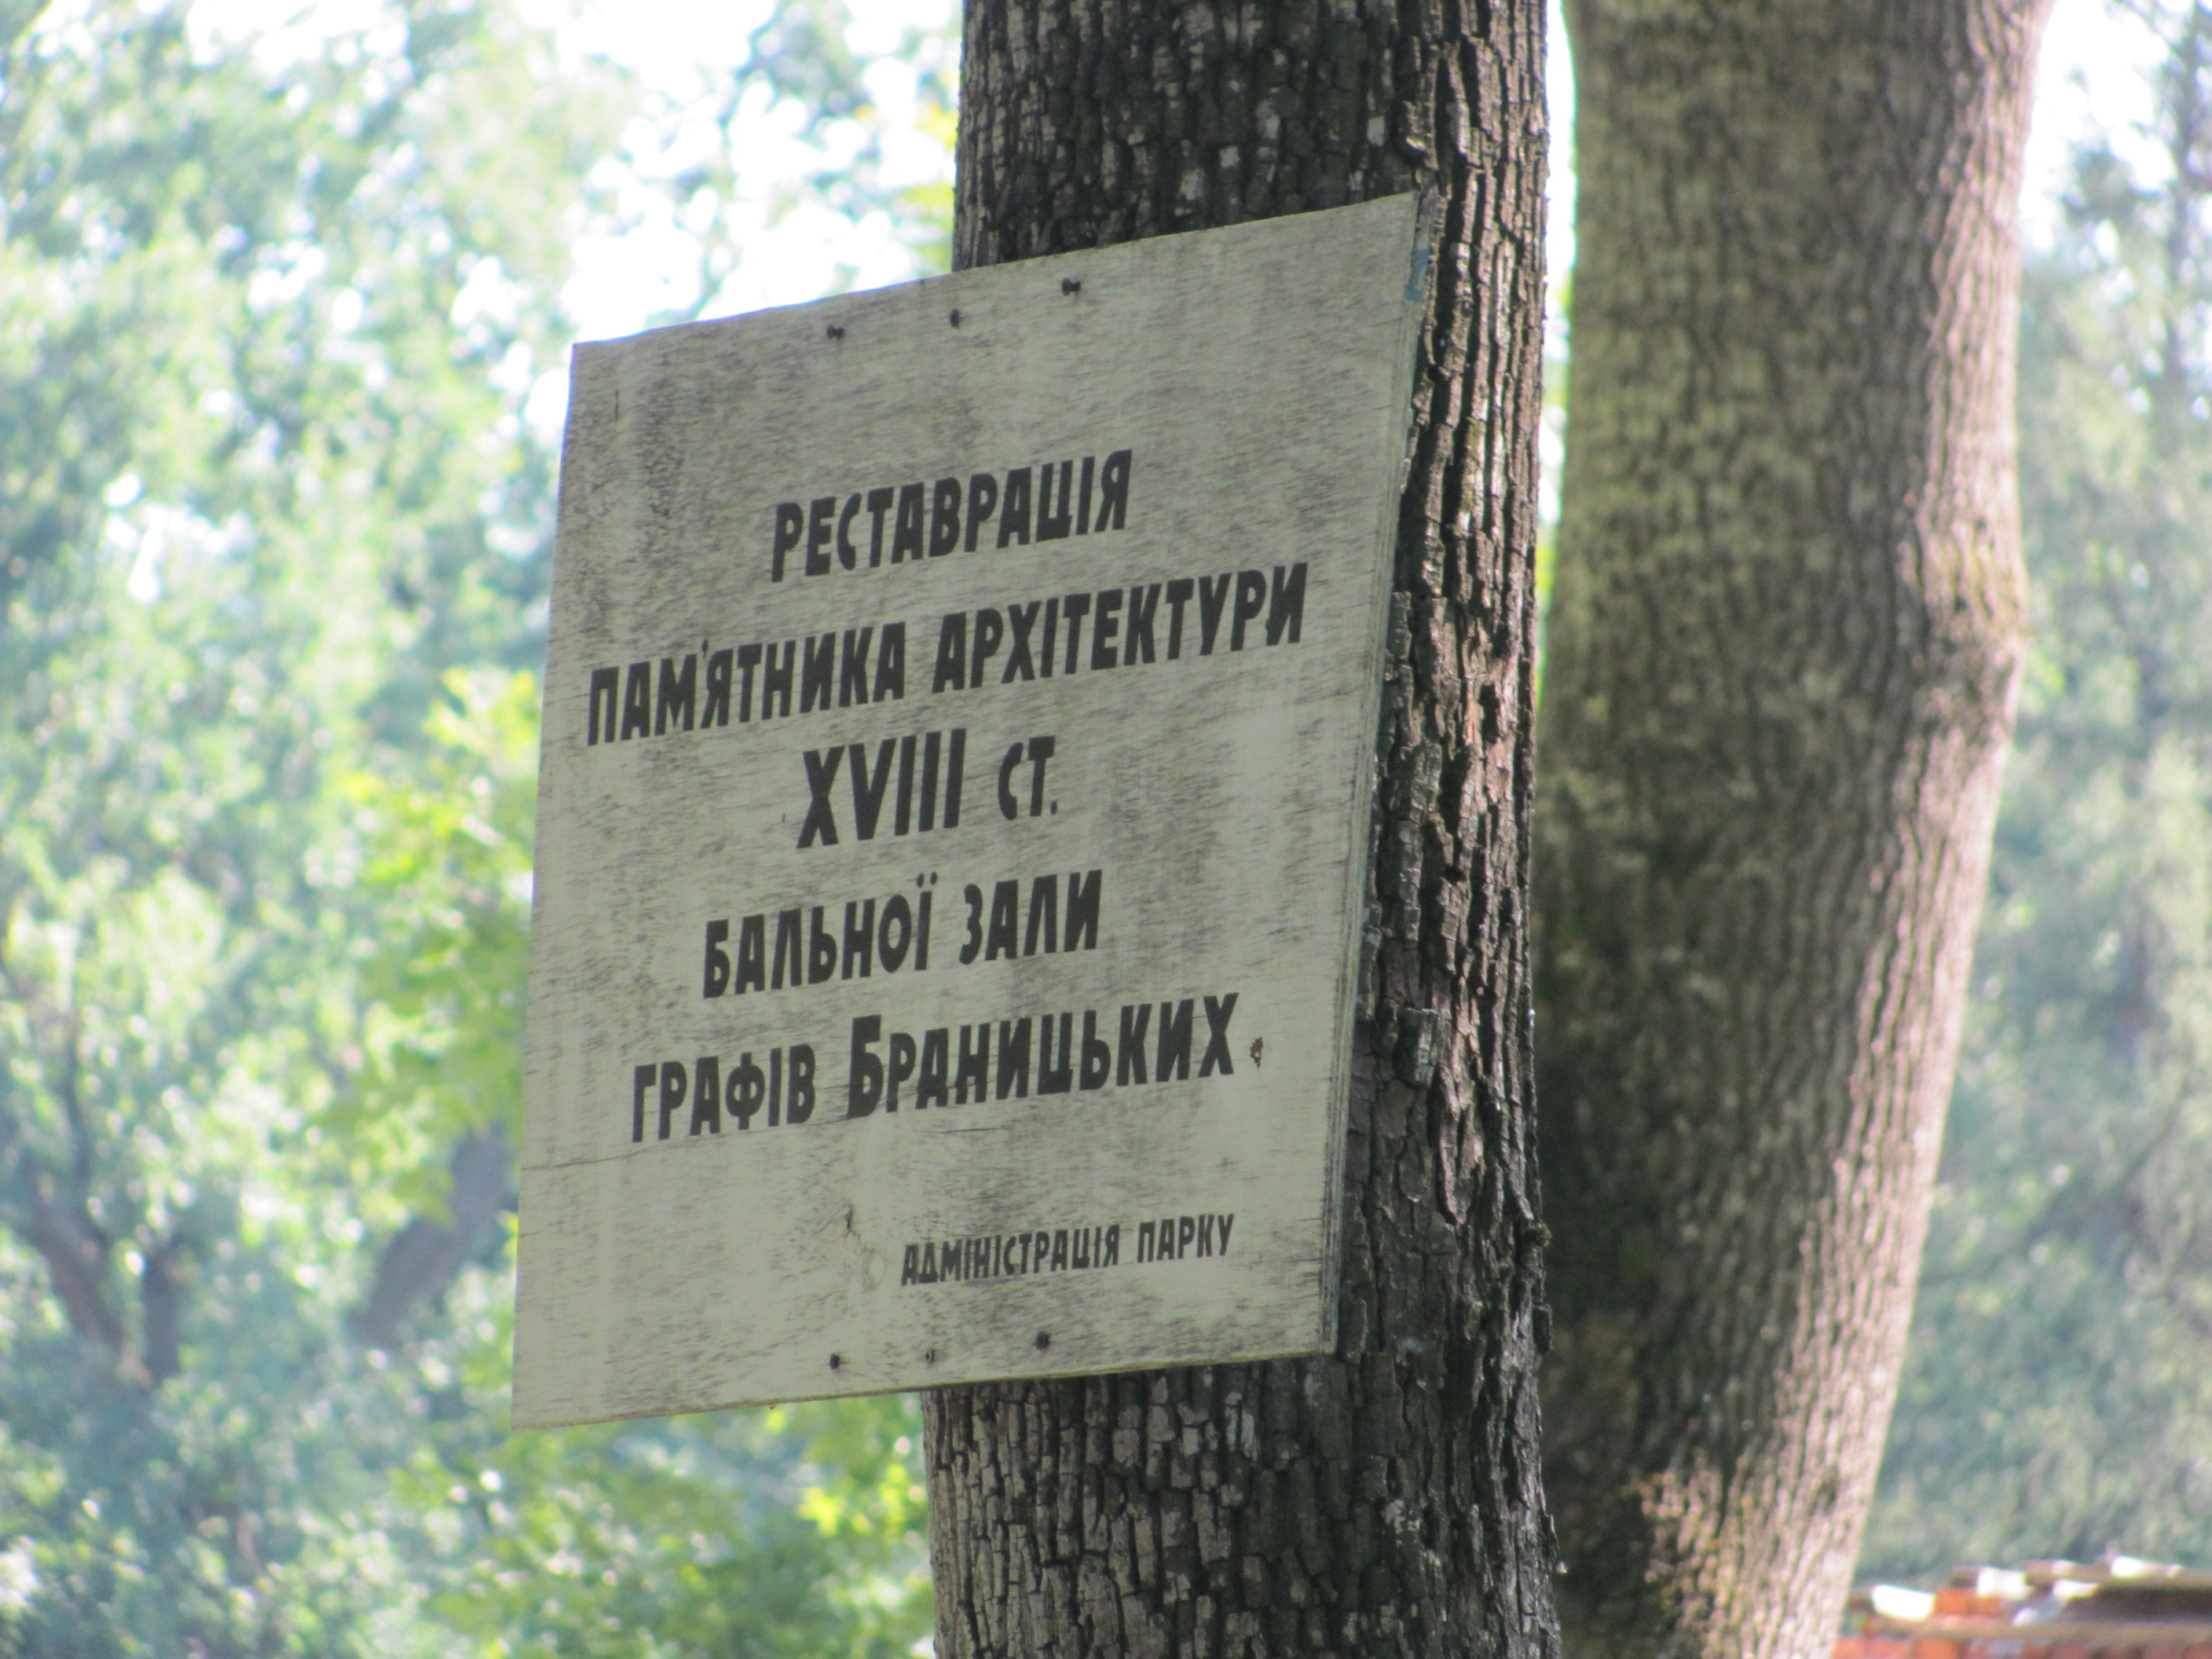 РЕСТАВРАЦІЯ
ПАМ'ЯТНИКА АРХІТЕКТУРИ
XVIII СТ.
БАЛЬНОЇ ЗАЛИ
ГРАФІВ БРАНИЦЬКИХ
АДМІНІСТРАЦІЯ ПАРКУ